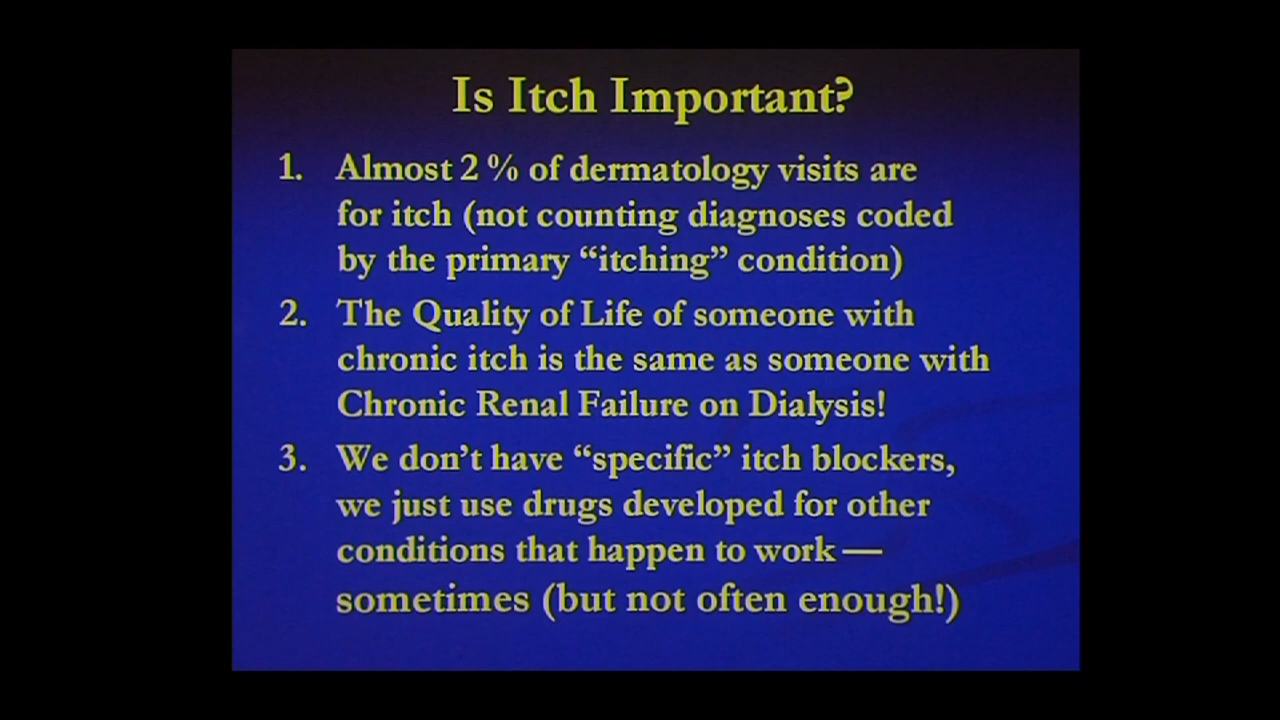 Is Itch Important?
1. Almost 2 % of dermatology visits are
for itch (not counting diagnoses coded
by the primary “itching” condition)
2. The Quality of Life of someone with
chronic itch is the same as someone with
Chronic Renal Failure on Dialysis!
3. We don’t have “specific” itch blockers,
we just use drugs developed for other
conditions that happen to work —
sometimes (but not often enough!)